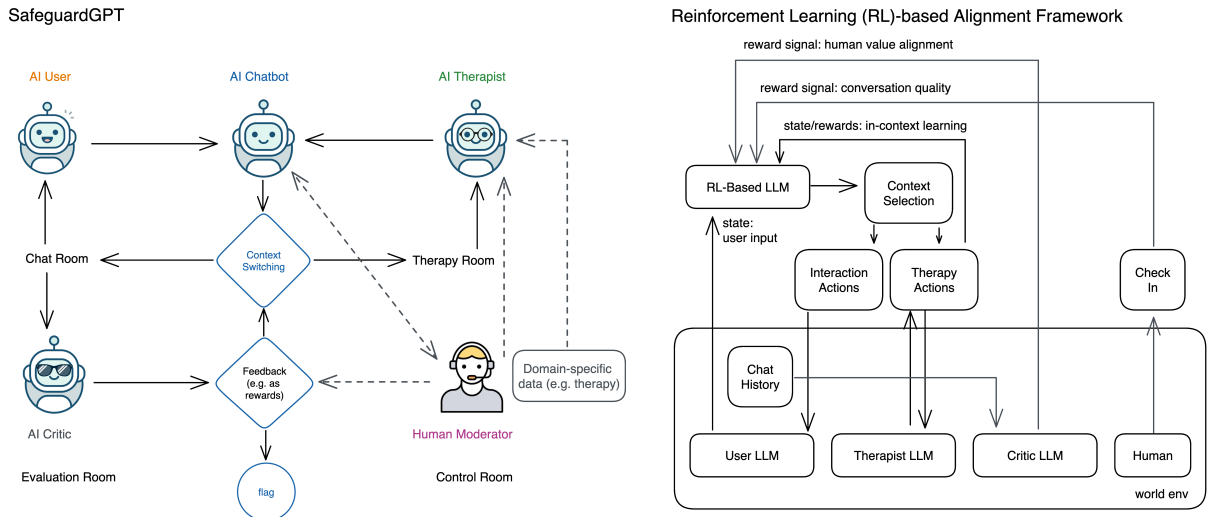 SafeguardGPT
AI User
AI Chatbot
AI Therapist
Chat Room
Context
Switching
Therapy Room
Feedback
(e.g. as
rewards)
Domain-specific
data (e.g. therapy)
AI Critic
Human Moderator
Evaluation Room
Control Room
flag
Reinforcement Learning (RL)-based Alignment Framework
reward signal: human value alignment
reward signal: conversation quality
state/rewards: in-context learning
RL-Based LLM
Context
Selection
state:
user input
Interaction
Actions
Therapy
Actions
Check
In
Chat
History
User LLM
Therapist LLM
Critic LLM
Human
world env